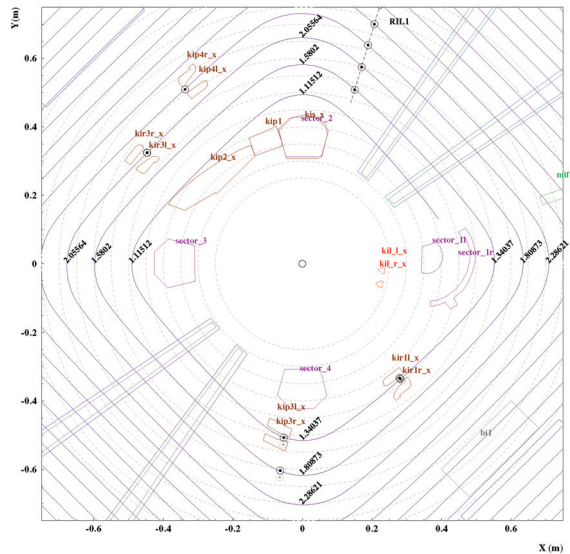 Y(m)
RIL1
2.05564
1.5802
1.11512
kip4r_x
kip4l_x
kip1
kis_x
sector_2
kir3r_x
kir3l_x
kip2_x
mif
sector_3
sector_l1
sector_1r
kil_l_x
kil_r_x
2.05564
1.5802
1.11512
1.34037
1.80873
2.28621
sector_4
kir1l_x
kir1r_x
kip3l_x
kip3r_x
1.34037
1.80873
2.28621
bi1
0.6
0.4
0.2
0
-0.2
-0.4
-0.6
-0.6
-0.4
-0.2
0
0.2
0.4
0.6
X (m)